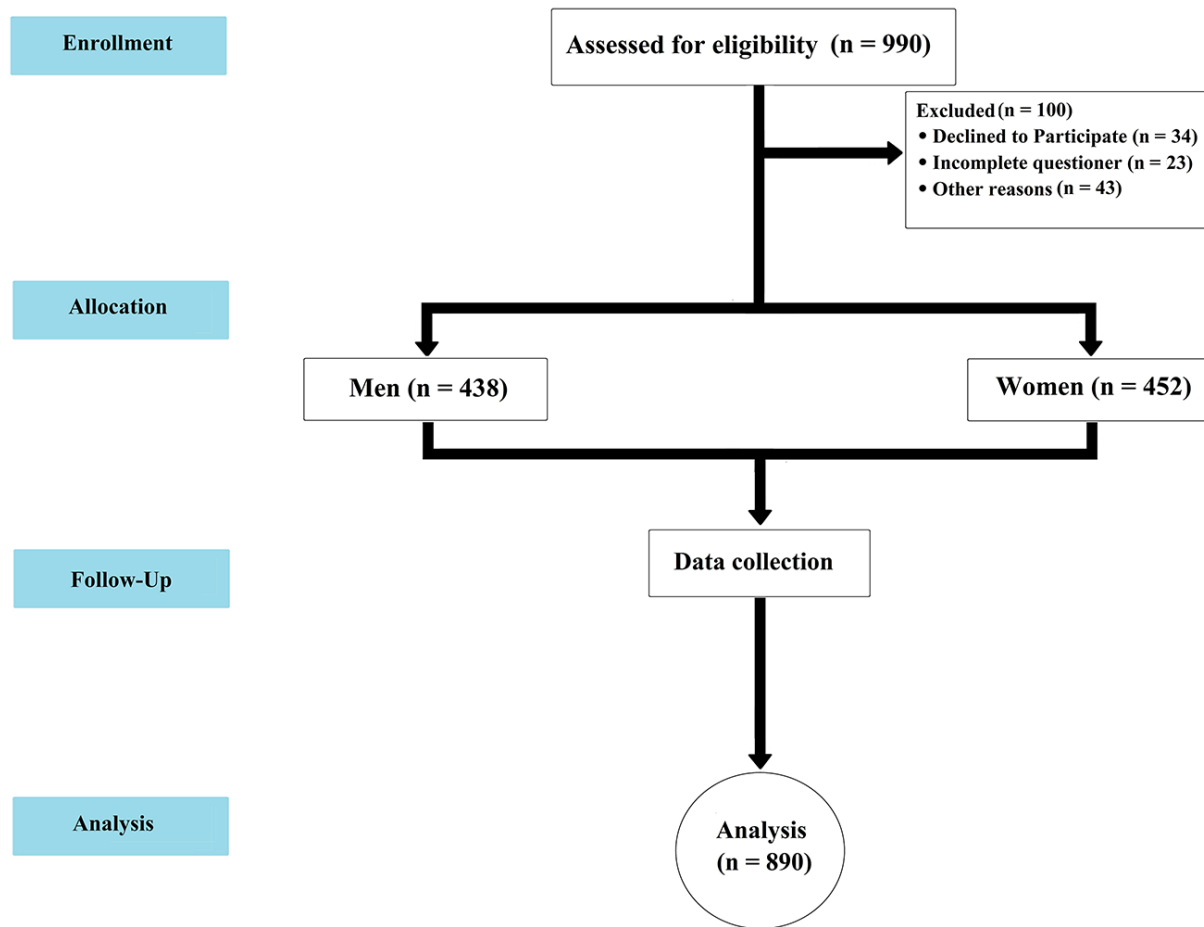 Enrollment
Assessed for eligibility (n = 990)
Excluded (n = 100)
• Declined to Participate (n = 34)
• Incomplete questioner (n = 23)
• Other reasons (n = 43)
Allocation
Men (n = 438)
Women (n = 452)
Follow-Up
Data collection
Analysis
Analysis
(n = 890)